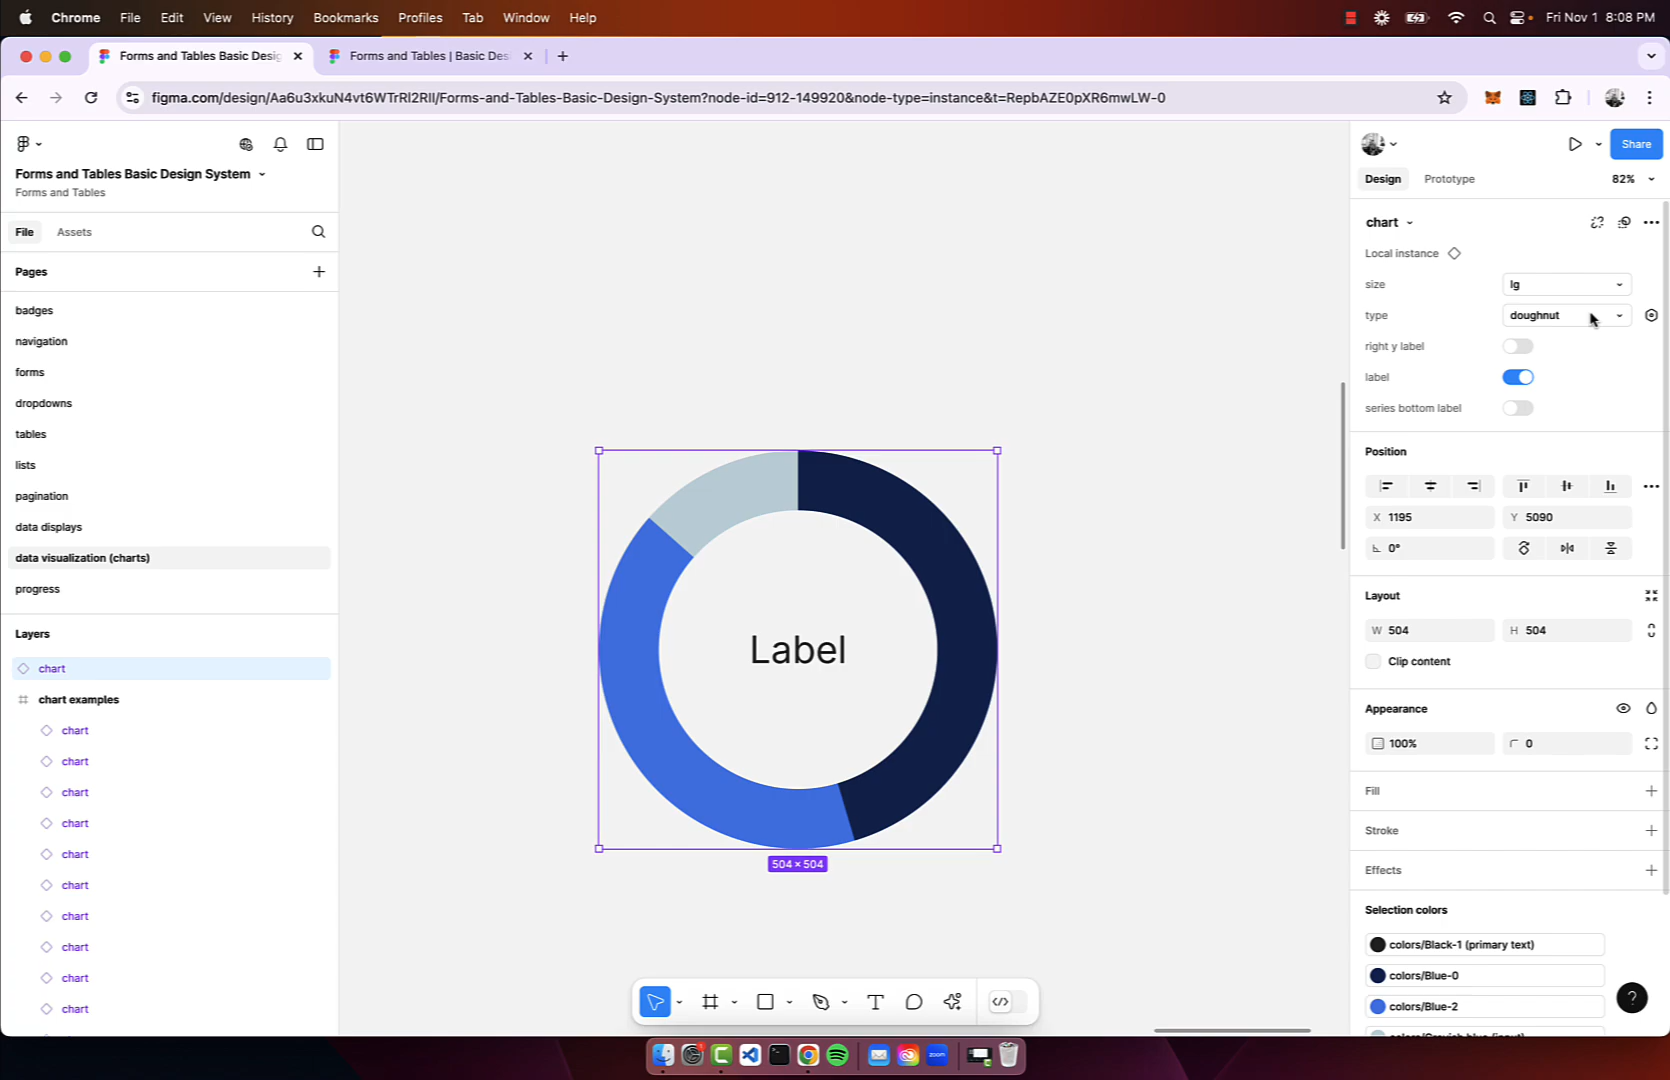 Chrome File Edit View History Bookmarks Profiles Tab Window Help Fri Nov 1 8:08 PM
Forms and Tables Basic Desig
Forms and Tables | Basic Des
figma.com/design/Aa6u3xkuN4vt6WTrRl2RlI/Forms-and-Tables-Basic-Design-System?node-id=912-149920&node-type=instance&t=RepbAZE0pXR6mwLW-0
Forms and Tables Basic Design System
Forms and Tables
File Assets
Pages
badges
navigation
forms
dropdowns
tables
lists
pagination
data displays
data visualization (charts)
progress
Layers
chart
chart examples
chart
chart
chart
chart
chart
chart
chart
chart
chart
chart
Label
504 × 504
Share
Design Prototype 82%
chart
Local instance
size lg
type doughnut
right y label
label
series bottom label
Position
X 1195 Y 5090
0°
Layout
W 504 H 504
Clip content
Appearance
100% 0
Fill
Stroke
Effects
Selection colors
colors/Black-1 (primary text)
colors/Blue-0
colors/Blue-2
?
zoom